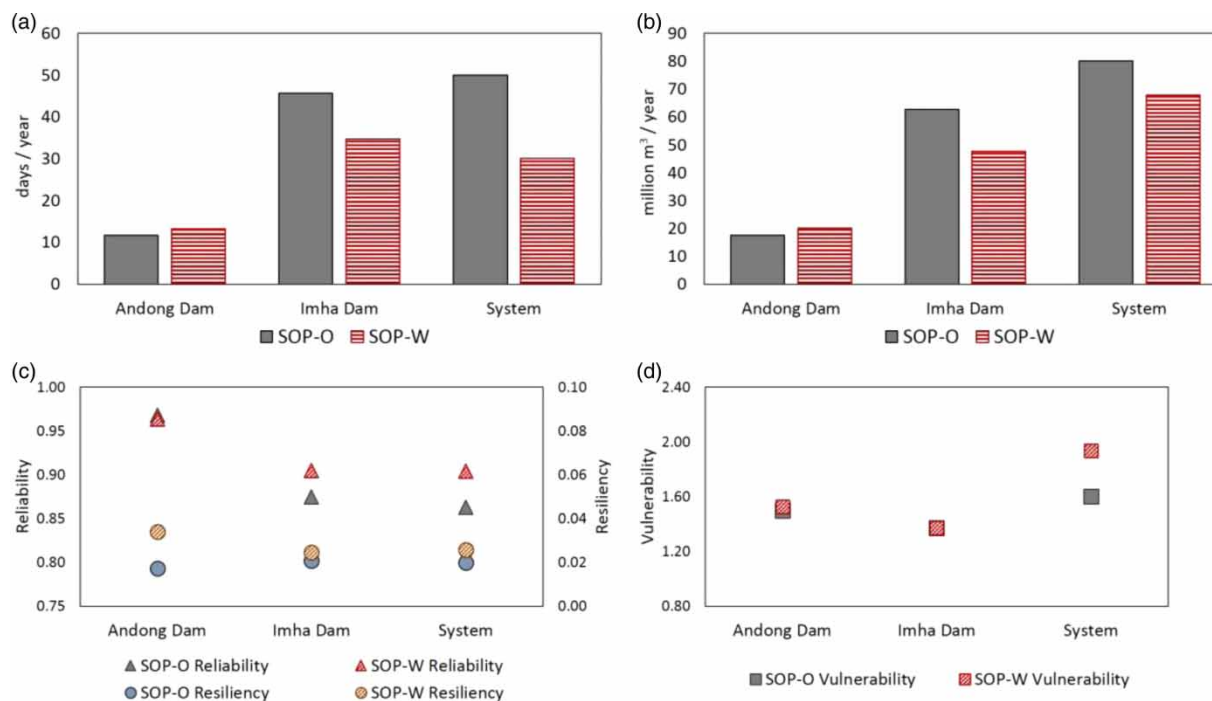 (a)
60
50
40
30
20
10
0
days / year
Andong Dam Imha Dam System
SOP-O SOP-W
(b)
90
80
70
60
50
40
30
20
10
0
million m³ / year
Andong Dam Imha Dam System
SOP-O SOP-W
(c)
1.00
0.95
0.90
0.85
0.80
0.75
Reliability
0.10
0.08
0.06
0.04
0.02
0.00
Resiliency
Andong Dam Imha Dam System
SOP-O Reliability SOP-W Reliability
SOP-O Resiliency SOP-W Resiliency
(d)
2.40
2.00
1.60
1.20
0.80
Vulnerability
Andong Dam Imha Dam System
SOP-O Vulnerability SOP-W Vulnerability